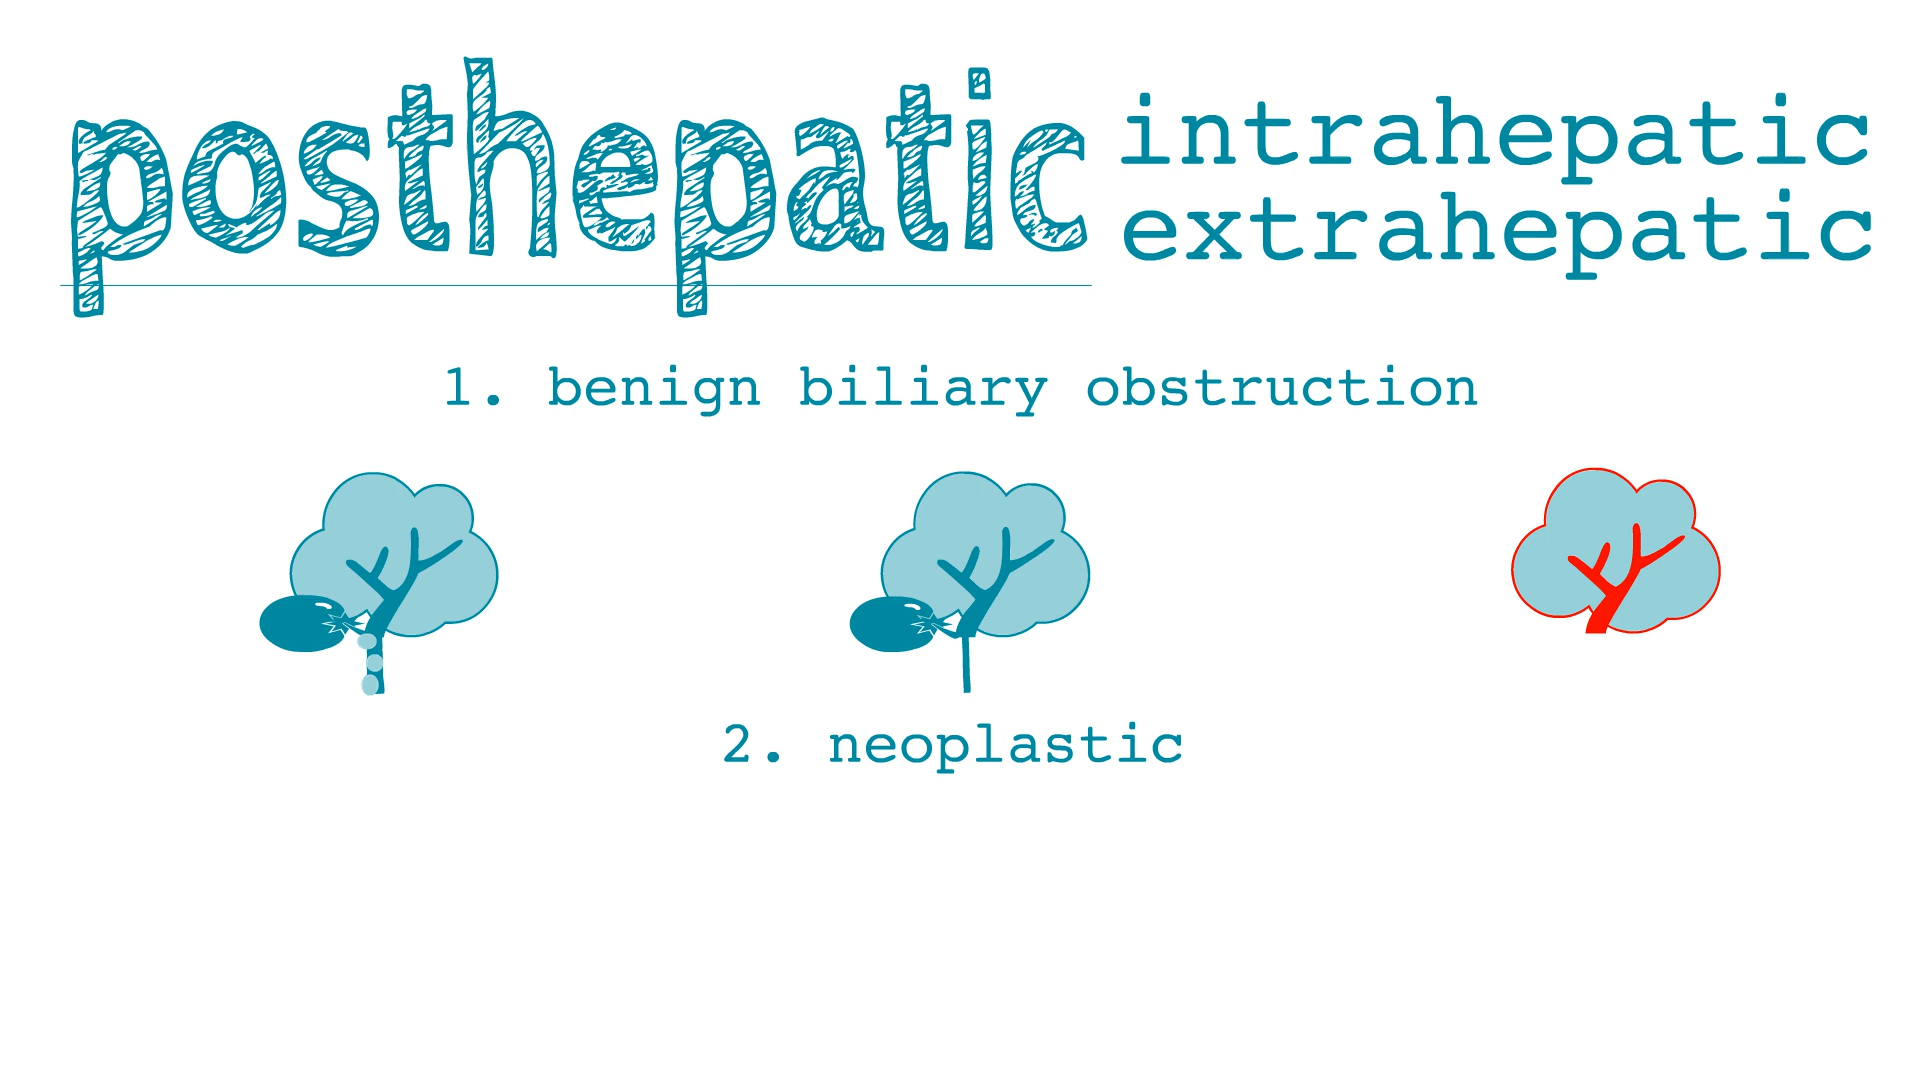 posthepatic
intrahepatic
extrahepatic
1. benign biliary obstruction
2. neoplastic